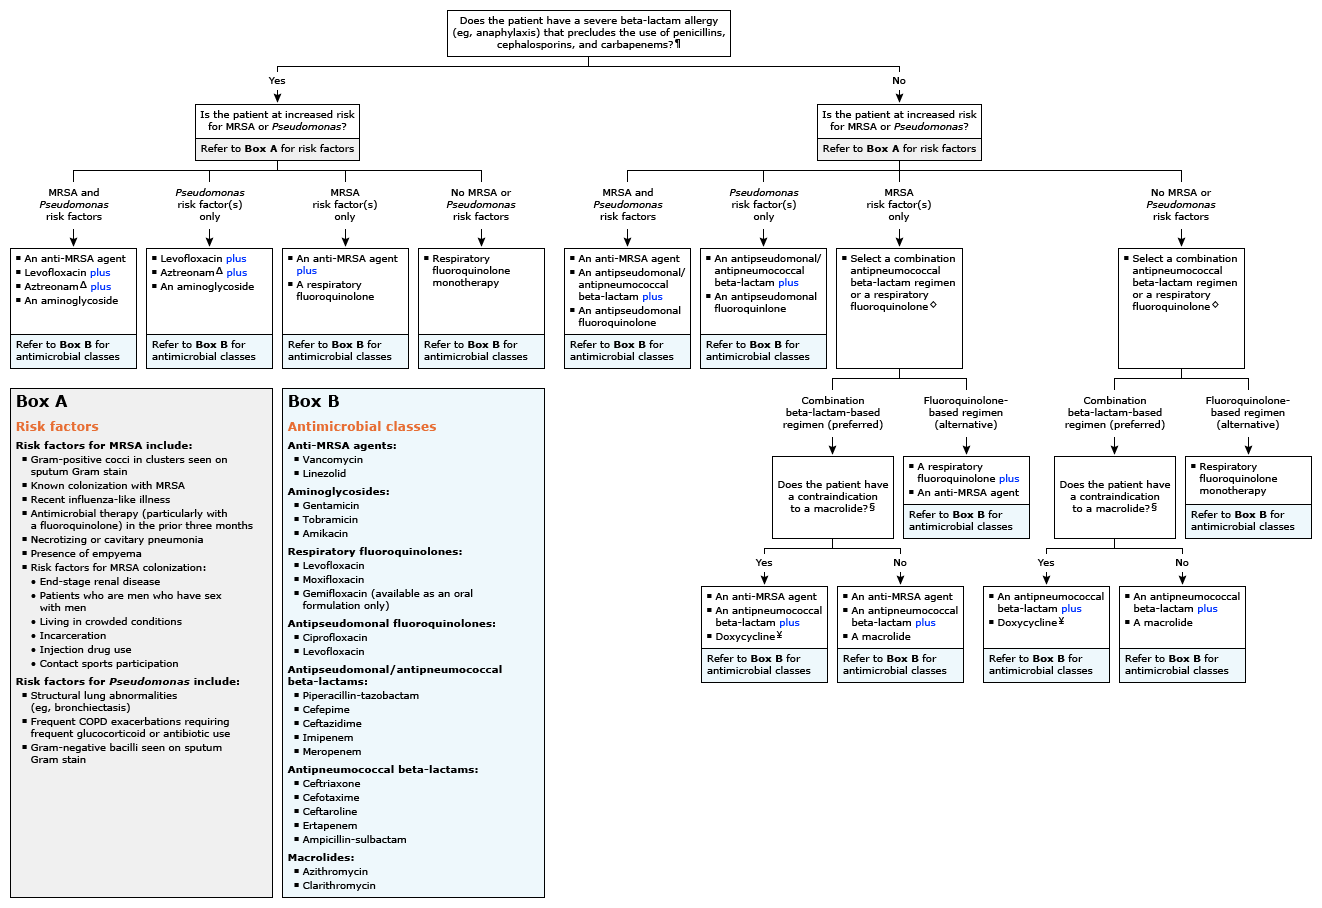 Does the patient have a severe beta-lactam allergy
(eg, anaphylaxis) that precludes the use of penicillins,
cephalosporins, and carbapenems?¶
Yes
No
Is the patient at increased risk
for MRSA or Pseudomonas?
Refer to Box A for risk factors
Is the patient at increased risk
for MRSA or Pseudomonas?
Refer to Box A for risk factors
MRSA and
Pseudomonas
risk factors
Pseudomonas
risk factor(s)
only
MRSA
risk factor(s)
only
No MRSA or
Pseudomonas
risk factors
MRSA and
Pseudomonas
risk factors
Pseudomonas
risk factor(s)
only
MRSA
risk factor(s)
only
No MRSA or
Pseudomonas
risk factors
▪ An anti-MRSA agent
▪ Levofloxacin plus
▪ AztreonamΔ plus
▪ An aminoglycoside
Refer to Box B for
antimicrobial classes
▪ Levofloxacin plus
▪ AztreonamΔ plus
▪ An aminoglycoside
Refer to Box B for
antimicrobial classes
▪ An anti-MRSA agent
plus
▪ A respiratory
fluoroquinolone
Refer to Box B for
antimicrobial classes
▪ Respiratory
fluoroquinolone
monotherapy
Refer to Box B for
antimicrobial classes
▪ An anti-MRSA agent
▪ An antipseudomonal/
antipneumococcal
beta-lactam plus
▪ An antipseudomonal
fluoroquinolone
Refer to Box B for
antimicrobial classes
▪ An antipseudomonal/
antipneumococcal
beta-lactam plus
▪ An antipseudomonal
fluoroquinlone
Refer to Box B for
antimicrobial classes
▪ Select a combination
antipneumococcal
beta-lactam regimen
or a respiratory
fluoroquinolone◇
▪ Select a combination
antipneumococcal
beta-lactam regimen
or a respiratory
fluoroquinolone◇
Combination
beta-lactam-based
regimen (preferred)
Fluoroquinolone-
based regimen
(alternative)
Combination
beta-lactam-based
regimen (preferred)
Fluoroquinolone-
based regimen
(alternative)
Does the patient have
a contraindication
to a macrolide?§
▪ A respiratory
fluoroquinolone plus
▪ An anti-MRSA agent
Refer to Box B for
antimicrobial classes
Does the patient have
a contraindication
to a macrolide?§
▪ Respiratory
fluoroquinolone
monotherapy
Refer to Box B for
antimicrobial classes
Yes
No
Yes
No
▪ An anti-MRSA agent
▪ An antipneumococcal
beta-lactam plus
▪ Doxycycline¥
Refer to Box B for
antimicrobial classes
▪ An anti-MRSA agent
▪ An antipneumococcal
beta-lactam plus
▪ A macrolide
Refer to Box B for
antimicrobial classes
▪ An antipneumococcal
beta-lactam plus
▪ Doxycycline¥
Refer to Box B for
antimicrobial classes
▪ An antipneumococcal
beta-lactam plus
▪ A macrolide
Refer to Box B for
antimicrobial classes
Box A
Risk factors
Risk factors for MRSA include:
▪ Gram-positive cocci in clusters seen on
sputum Gram stain
▪ Known colonization with MRSA
▪ Recent influenza-like illness
▪ Antimicrobial therapy (particularly with
a fluoroquinolone) in the prior three months
▪ Necrotizing or cavitary pneumonia
▪ Presence of empyema
▪ Risk factors for MRSA colonization:
• End-stage renal disease
• Patients who are men who have sex
with men
• Living in crowded conditions
• Incarceration
• Injection drug use
• Contact sports participation
Risk factors for Pseudomonas include:
▪ Structural lung abnormalities
(eg, bronchiectasis)
▪ Frequent COPD exacerbations requiring
frequent glucocorticoid or antibiotic use
▪ Gram-negative bacilli seen on sputum
Gram stain
Box B
Antimicrobial classes
Anti-MRSA agents:
▪ Vancomycin
▪ Linezolid
Aminoglycosides:
▪ Gentamicin
▪ Tobramicin
▪ Amikacin
Respiratory fluoroquinolones:
▪ Levofloxacin
▪ Moxifloxacin
▪ Gemifloxacin (available as an oral
formulation only)
Antipseudomonal fluoroquinolones:
▪ Ciprofloxacin
▪ Levofloxacin
Antipseudomonal/antipneumococcal
beta-lactams:
▪ Piperacillin-tazobactam
▪ Cefepime
▪ Ceftazidime
▪ Imipenem
▪ Meropenem
Antipneumococcal beta-lactams:
▪ Ceftriaxone
▪ Cefotaxime
▪ Ceftaroline
▪ Ertapenem
▪ Ampicillin-sulbactam
Macrolides:
▪ Azithromycin
▪ Clarithromycin